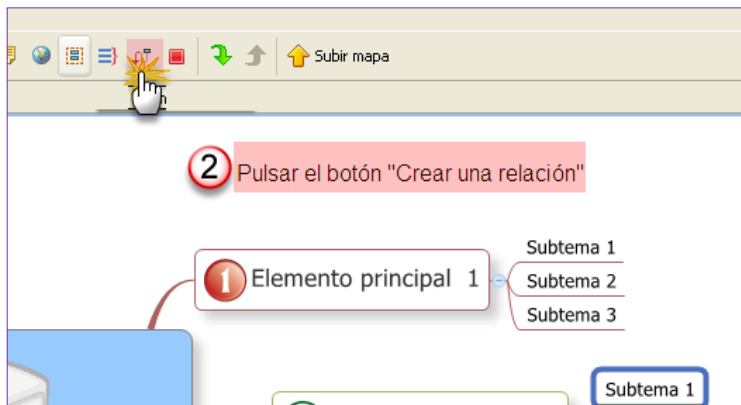 Subir mapa
2 Pulsar el botón "Crear una relación"
1 Elemento principal 1
Subtema 1
Subtema 2
Subtema 3
Subtema 1